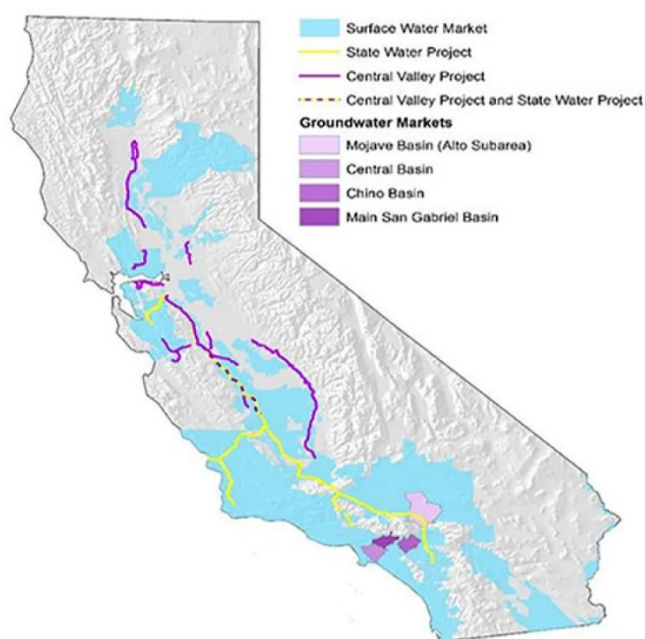 Surface Water Market
State Water Project
Central Valley Project
Central Valley Project and State Water Project
Groundwater Markets
Mojave Basin (Alto Subarea)
Central Basin
Chino Basin
Main San Gabriel Basin